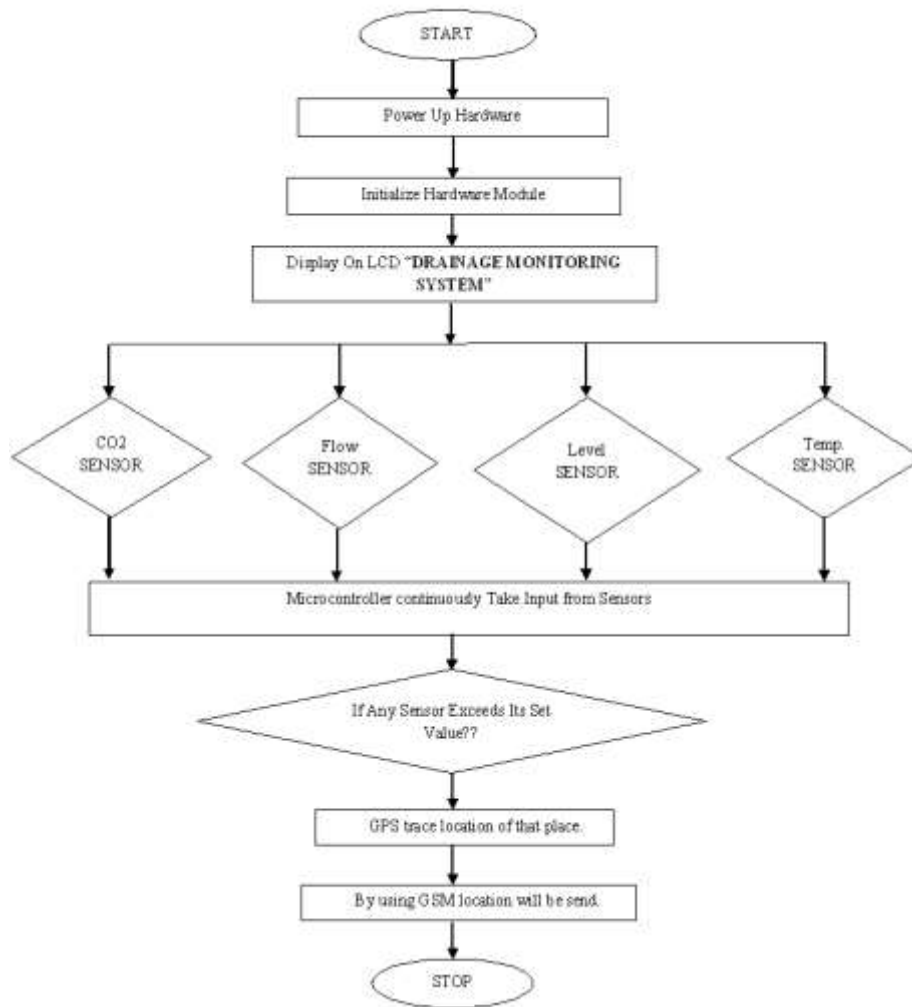 START
Power Up Hardware
Initialize Hardware Module
Display On LCD “DRAINAGE MONITORING
SYSTEM”
CO2
SENSOR
Flow
SENSOR
Level
SENSOR
Temp.
SENSOR
Microcontroller continuously Take Input from Sensors
If Any Sensor Exceeds Its Set
Value??
GPS trace location of that place.
By using GSM location will be send.
STOP